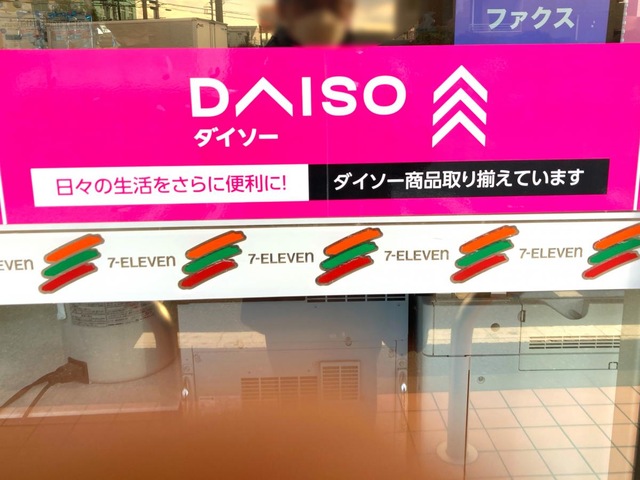 ファクス
DAISO
ダイソー
日々の生活をさらに便利に!
ダイソー商品取り揃えています
EVEN 7-ELEVEN 7-ELEVEN 7-ELEVEN 7-ELEVEN